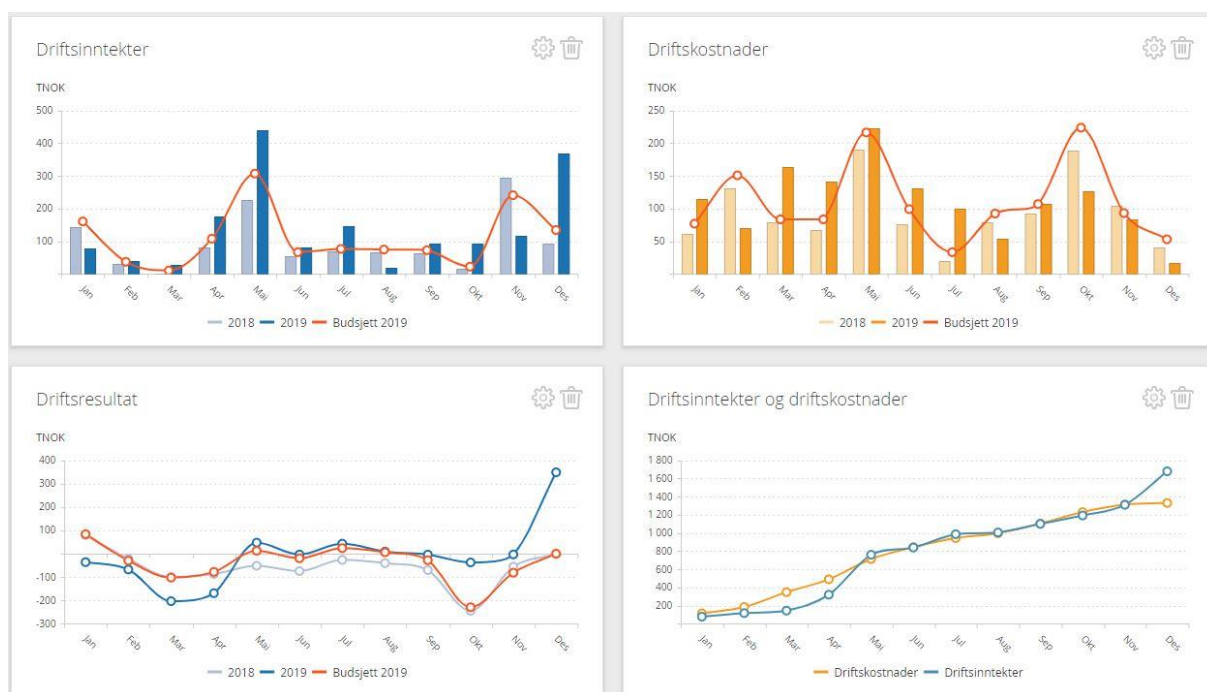 Driftsinntekter
TNOK
500
400
300
200
100
Jan Feb Mar Apr Mai Jun Jul Aug Sep Okt Nov Des
2018 2019 Budsjett 2019
Driftskostnader
TNOK
250
200
150
100
50
Jan Feb Mar Apr Mai Jun Jul Aug Sep Okt Nov Des
2018 2019 Budsjett 2019
Driftsresultat
TNOK
400
300
200
100
-100
-200
-300
Jan Feb Mar Apr Mai Jun Jul Aug Sep Okt Nov Des
2018 2019 Budsjett 2019
Driftsinntekter og driftskostnader
TNOK
1 800
1 600
1 400
1 200
1 000
800
600
400
200
Jan Feb Mar Apr Mai Jun Jul Aug Sep Okt Nov Des
Driftskostnader Driftsinntekter